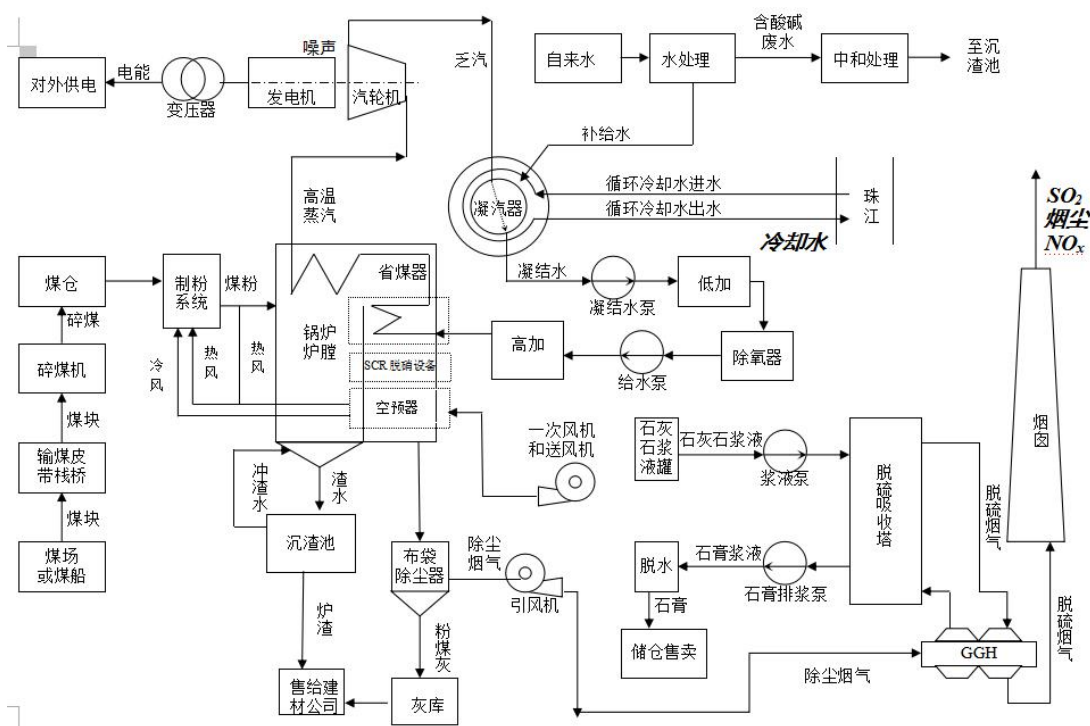 对外供电
电能
变压器
噪声
发电机
汽轮机
乏汽
自来水
水处理
含酸碱
废水
中和处理
至沉
渣池
补给水
高温
蒸汽
凝汽器
循环冷却水进水
循环冷却水出水
珠
江
冷却水
SO2
烟尘
NOx
煤仓
制粉
系统
煤粉
省煤器
凝结水
凝结水泵
低加
碎煤
碎煤机
冷
风
热
风
热
风
锅炉
炉膛
SCR 脱硝设备
空预器
高加
给水泵
除氧器
煤块
输煤皮
带栈桥
煤块
煤场
或煤船
冲
渣
水
渣
水
沉渣池
一次风机
和送风机
石灰
石浆
液罐
石灰石浆液
浆液泵
脱
硫
吸
收
塔
脱
硫
烟
气
烟
囱
布袋
除尘器
除尘
烟气
引风机
脱水
石膏浆液
石膏排浆泵
石膏
储仓售卖
炉
渣
粉
煤
灰
售给建
材公司
灰库
除尘烟气
GGH
脱
硫
烟
气